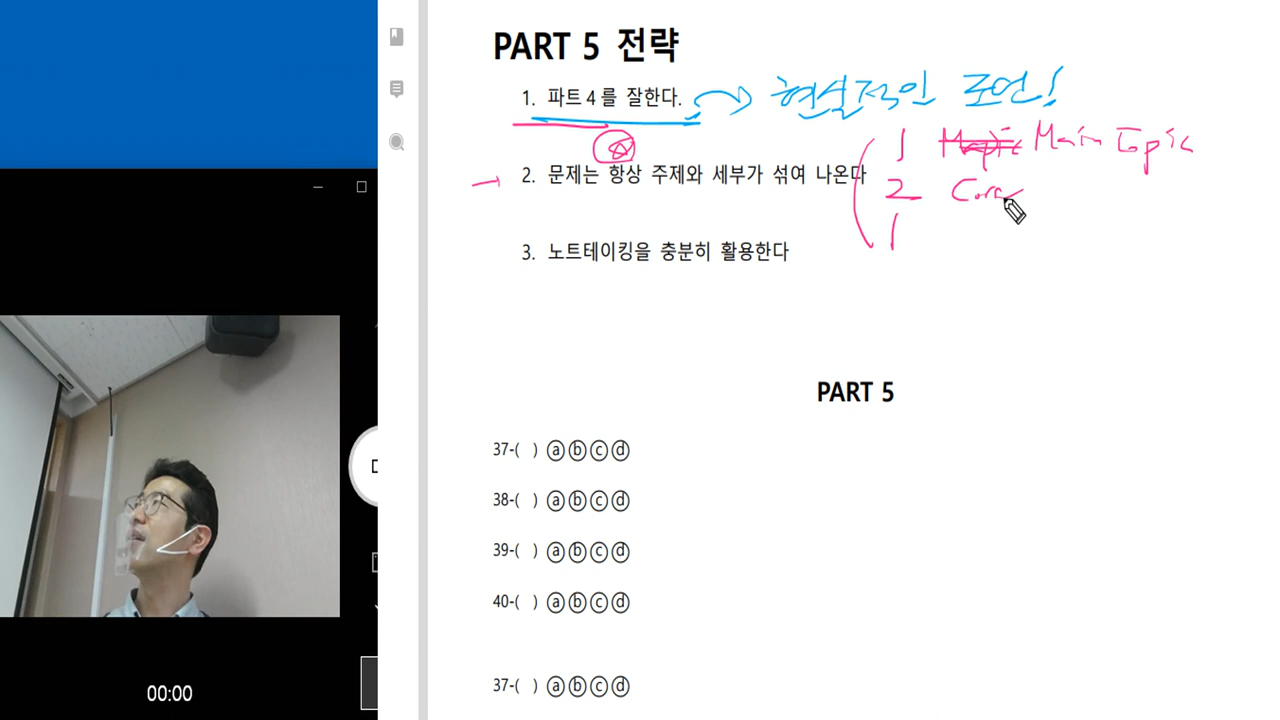 PART 5 전략
1. 파트 4 를 잘한다. 현실적인 조언!
1 Main Topic
2. 문제는 항상 주제와 세부가 섞여 나온다 2
1
3. 노트테이킹을 충분히 활용한다
PART 5
37-( ) ⓐⓑⓒⓓ
38-( ) ⓐⓑⓒⓓ
39-( ) ⓐⓑⓒⓓ
40-( ) ⓐⓑⓒⓓ
37-( ) ⓐⓑⓒⓓ
00:00